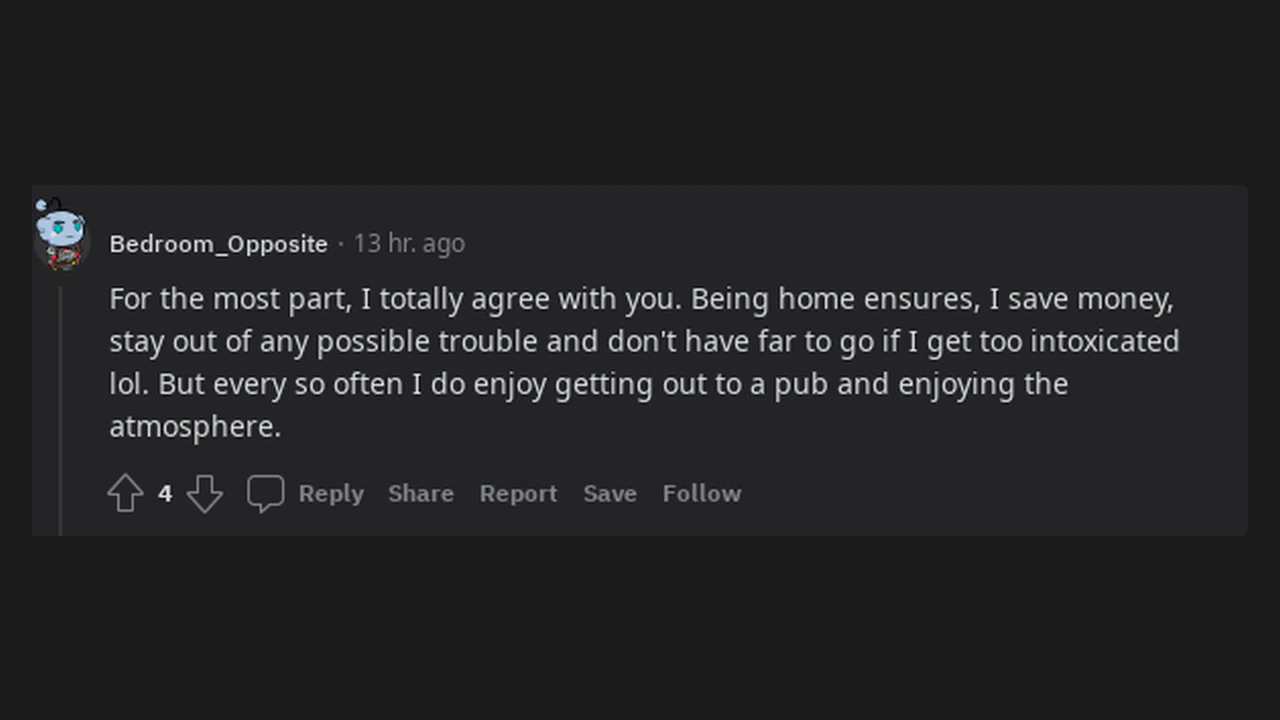 Bedroom_Opposite · 13 hr. ago
For the most part, I totally agree with you. Being home ensures, I save money,
stay out of any possible trouble and don't have far to go if I get too intoxicated
lol. But every so often I do enjoy getting out to a pub and enjoying the
atmosphere.
4 Reply Share Report Save Follow